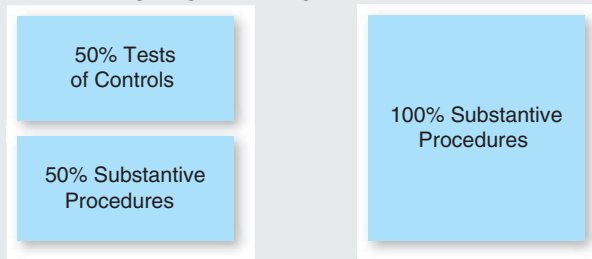 50% Tests
of Controls
50% Substantive
Procedures
100% Substantive
Procedures